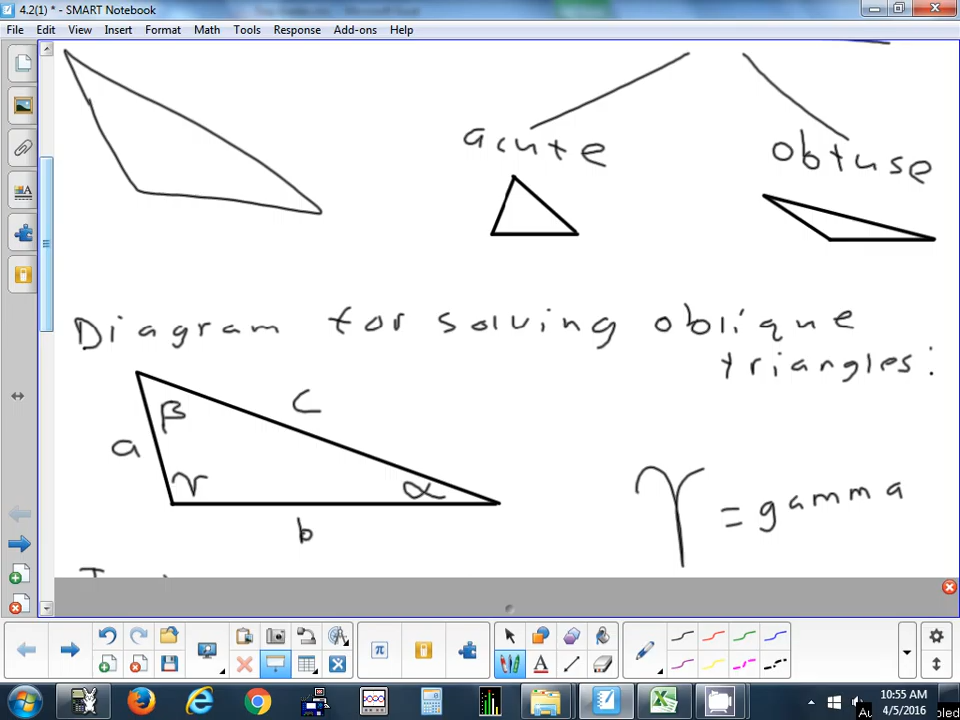 4.2(1) * - SMART Notebook
File Edit View Insert Format Math Tools Response Add-ons Help
acute
obtuse
Diagram for solving oblique
triangles:
β
c
a
γ
α
b
γ = gamma
π
A
10:55 AM
4/5/2016